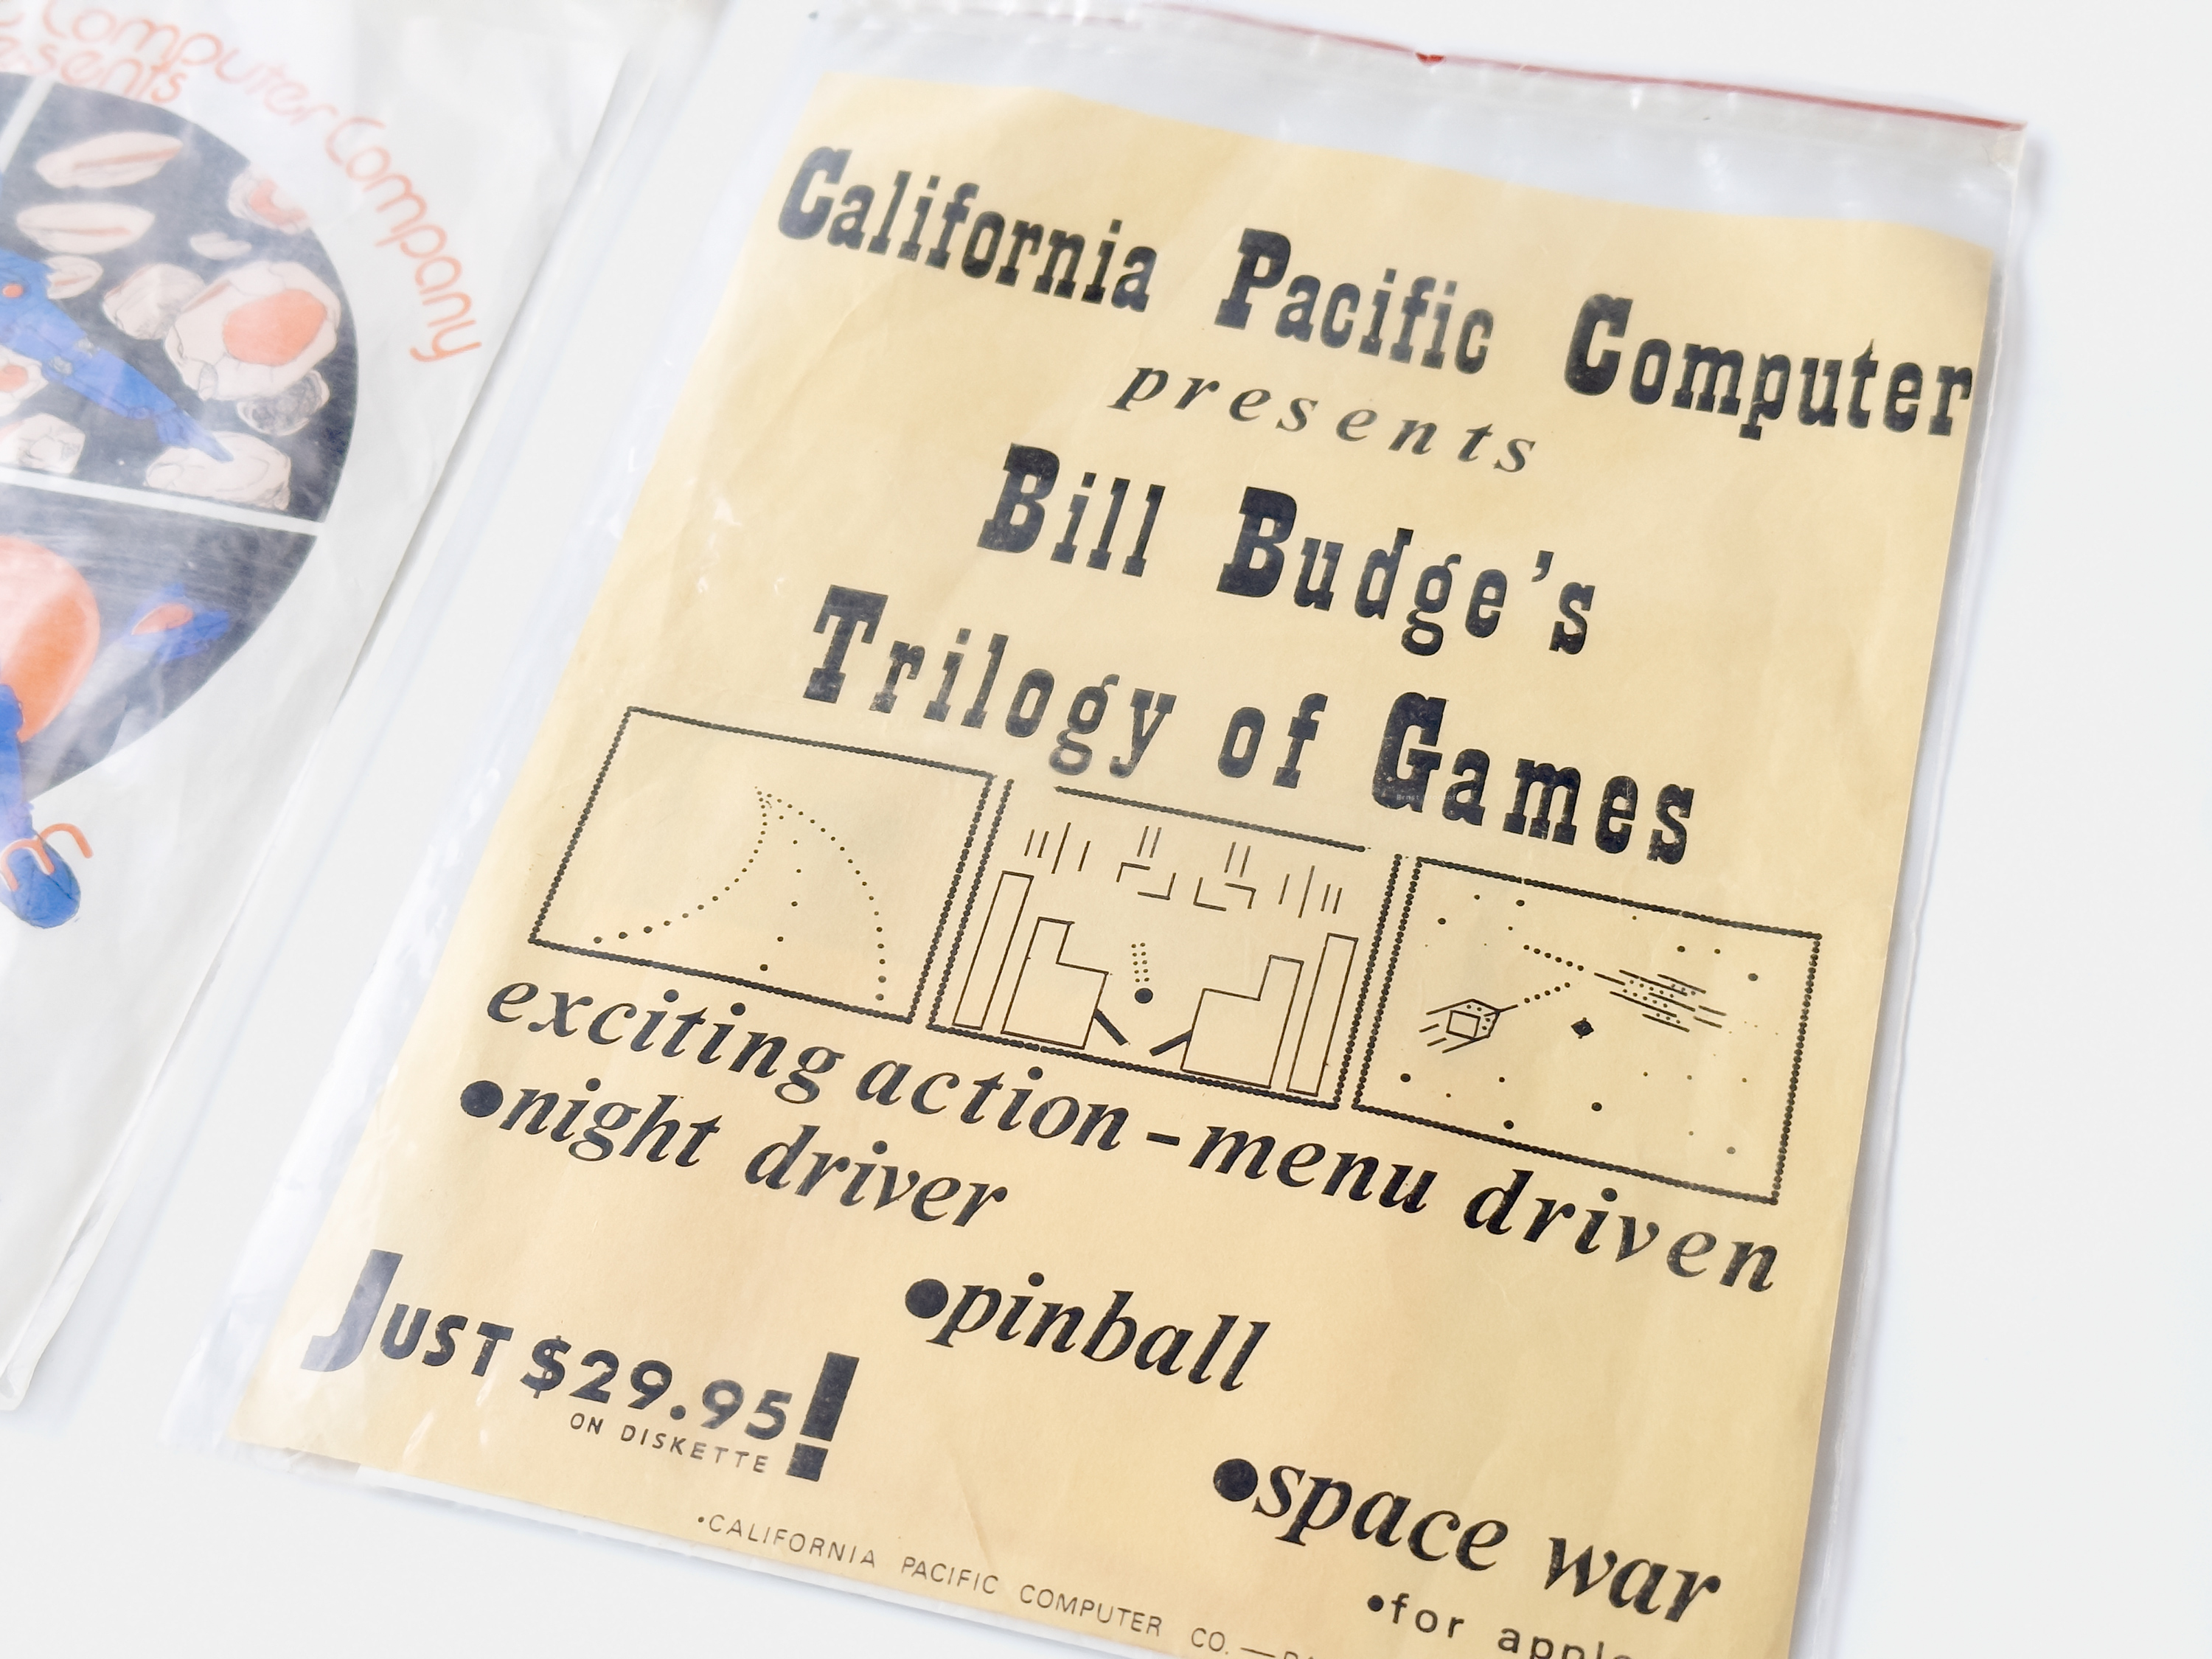 Computer Company
California Pacific Computer
presents
Bill Budge's
Trilogy of Games
exciting action - menu driven
•night driver
•pinball
JUST $29.95!
ON DISKETTE
•space war
•for
•CALIFORNIA PACIFIC COMPUTER CO.—